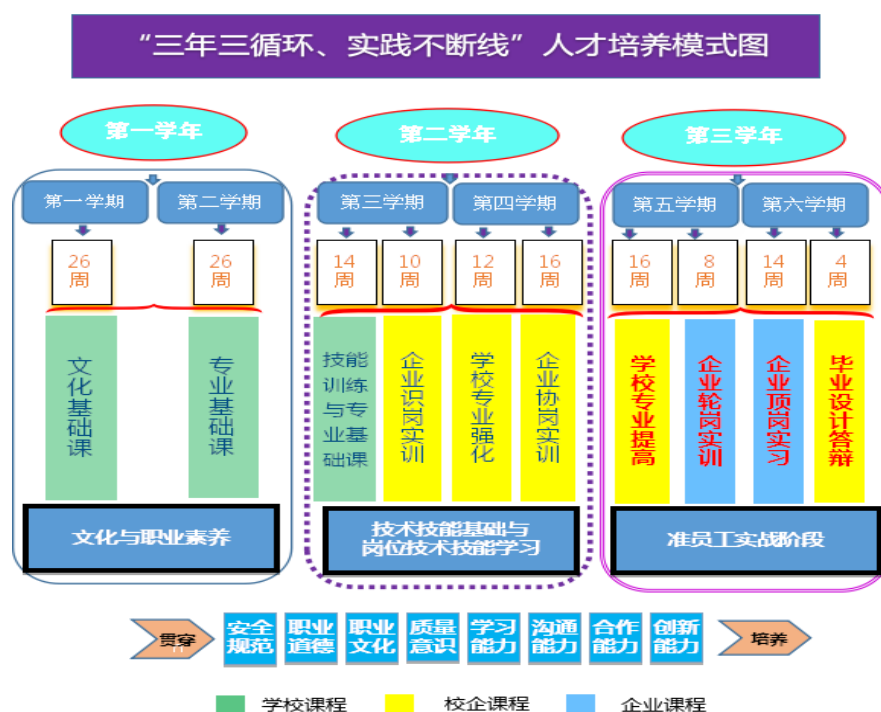 “三年三循环、实践不断线”人才培养模式图
第一学年
第二学年
第三学年
第一学期
第二学期
第三学期
第四学期
第五学期
第六学期
26
周
26
周
14
周
10
周
12
周
16
周
16
周
8
周
14
周
4
周
文化基础课
专业基础课
技能
训练
与专
业基
础课
企业识岗实训
学校专业强化
企业协岗实训
学校专业提高
企业轮岗实训
企业顶岗实习
毕业设计答辩
文化与职业素养
技术技能基础与
岗位技术技能学习
准员工实战阶段
贯穿
安全
规范
职业
道德
职业
文化
质量
意识
学习
能力
沟通
能力
合作
能力
创新
能力
培养
学校课程
校企课程
企业课程